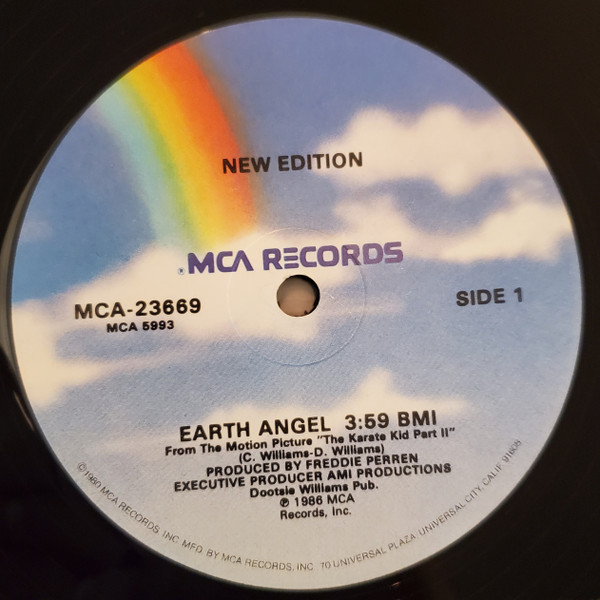 NEW EDITION
MCA RECORDS
MCA-23669
MCA 5993
SIDE 1
EARTH ANGEL 3:59 BMI
From The Motion Picture "The Karate Kid Part II"
(C. Williams-D. Williams)
PRODUCED BY FREDDIE PERREN
EXECUTIVE PRODUCER AMI PRODUCTIONS
Dootsie Williams Pub.
℗ 1986 MCA
Records, Inc.
©1980 MCA RECORDS, INC. MFD. BY MCA RECORDS, INC. 70 UNIVERSAL PLAZA, UNIVERSAL CITY, CALIF. 91608